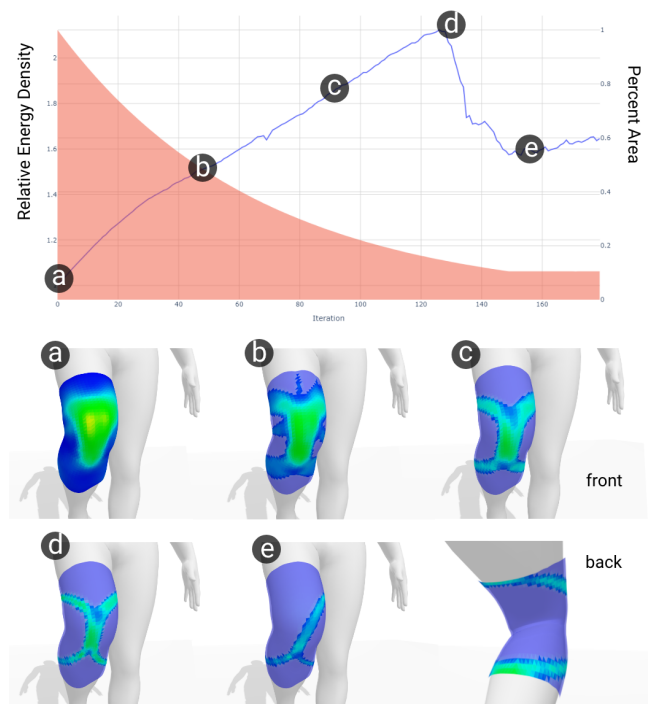 Relative Energy Density
2
1.8
1.6
1.4
1.2
a
b
c
d
e
1
0.8
0.6
0.4
0.2
0
Percent Area
0
20
40
60
80
100
120
140
160
Iteration
a
b
c
front
d
e
back